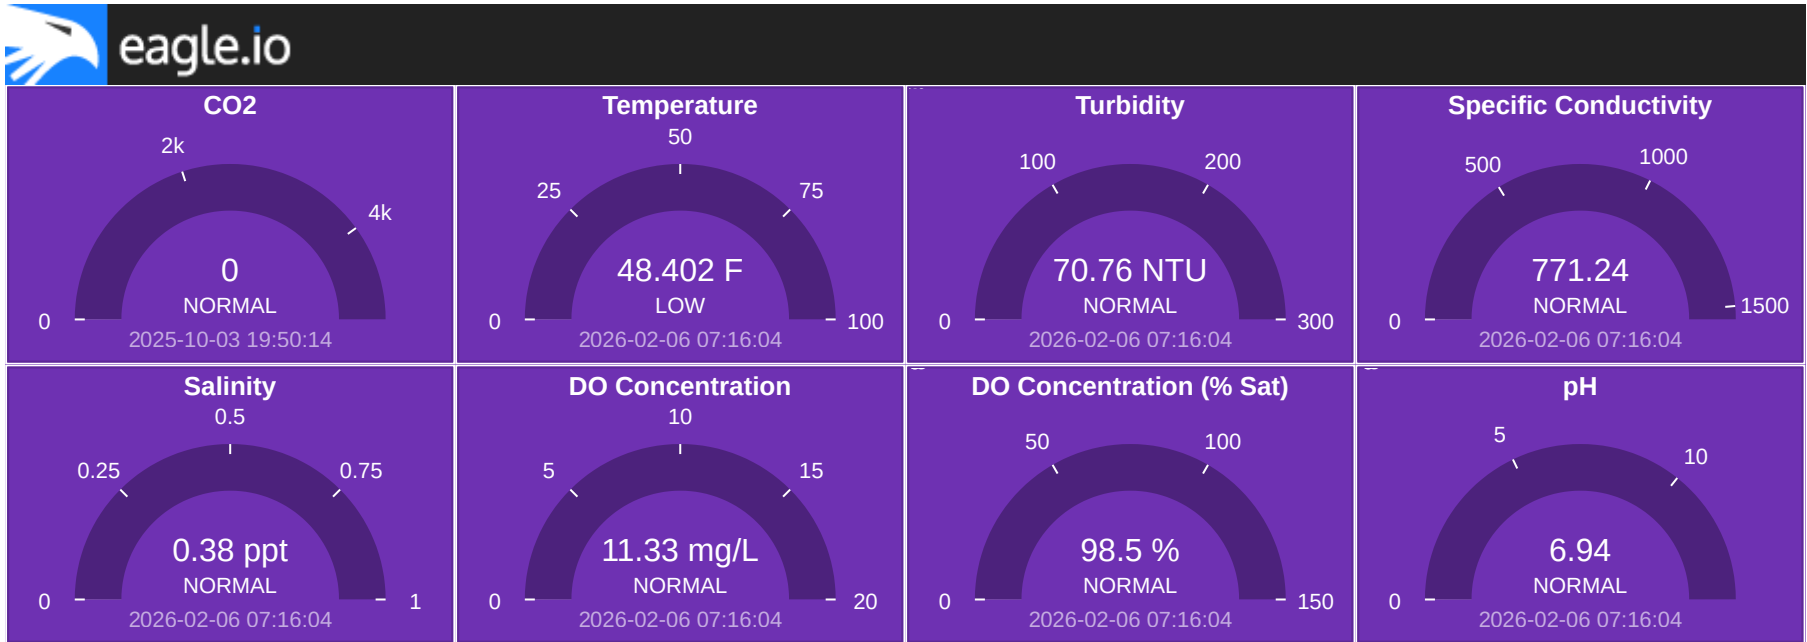 eagle.io
CO2
2k
4k
0
0
NORMAL
2025-10-03 19:50:14
Temperature
50
25
75
48.402 F
LOW
0
100
2026-02-06 07:16:04
Turbidity
100
200
70.76 NTU
NORMAL
0
300
2026-02-06 07:16:04
Specific Conductivity
500
1000
771.24
NORMAL
1500
0
2026-02-06 07:16:04
Salinity
0.5
0.25
0.75
0.38 ppt
NORMAL
0
1
2026-02-06 07:16:04
DO Concentration
10
5
15
11.33 mg/L
NORMAL
0
20
2026-02-06 07:16:04
DO Concentration (% Sat)
50
100
98.5 %
NORMAL
0
150
2026-02-06 07:16:04
pH
5
10
6.94
NORMAL
0
2026-02-06 07:16:04